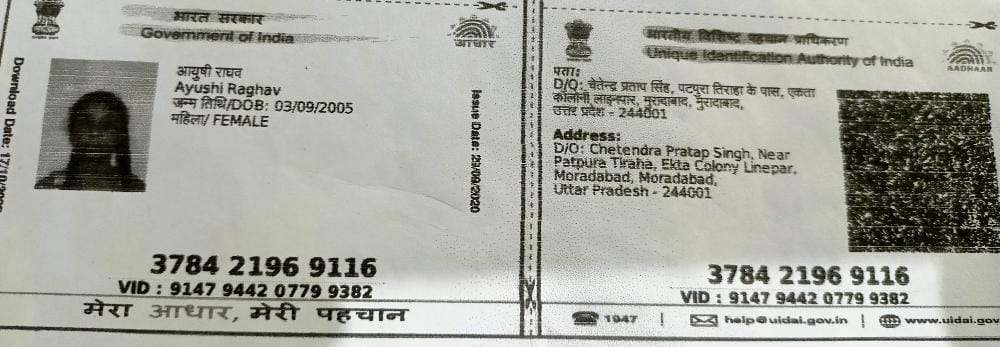 भारत सरकार
Government of India
आधार
Download Date: 17/10/
आयुषी राघव
Ayushi Raghav
जन्म तिथि/DOB: 03/09/2005
महिला/ FEMALE
Issue Date: 29/09/2020
3784 2196 9116
VID : 9147 9442 0779 9382
मेरा आधार, मेरी पहचान
भारतीय विशिष्ट पहचान प्राधिकरण
Unique Identification Authority of India
AADHAAR
पता:
D/O: चेतेन्द्र प्रताप सिंह, पटपुरा तिराहा के पास, एकता
कॉलोनी लाइनपार, मुरादाबाद, मुरादाबाद,
उत्तर प्रदेश - 244001
Address:
D/O: Chetendra Pratap Singh, Near
Patpura Tiraha, Ekta Colony Linepar,
Moradabad, Moradabad,
Uttar Pradesh - 244001
3784 2196 9116
VID : 9147 9442 0779 9382
1947 | help@uidai.gov.in | www.uidai.gov